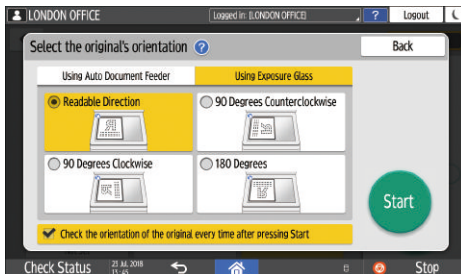 LONDON OFFICE
Logged in: [LONDON OFFICE]
?
Logout
Select the original's orientation ?
Back
Using Auto Document Feeder
Using Exposure Glass
Readable Direction
90 Degrees Counterclockwise
90 Degrees Clockwise
180 Degrees
Start
Check the orientation of the original every time after pressing Start
Check Status
23 Jul. 2018
13:45
Stop